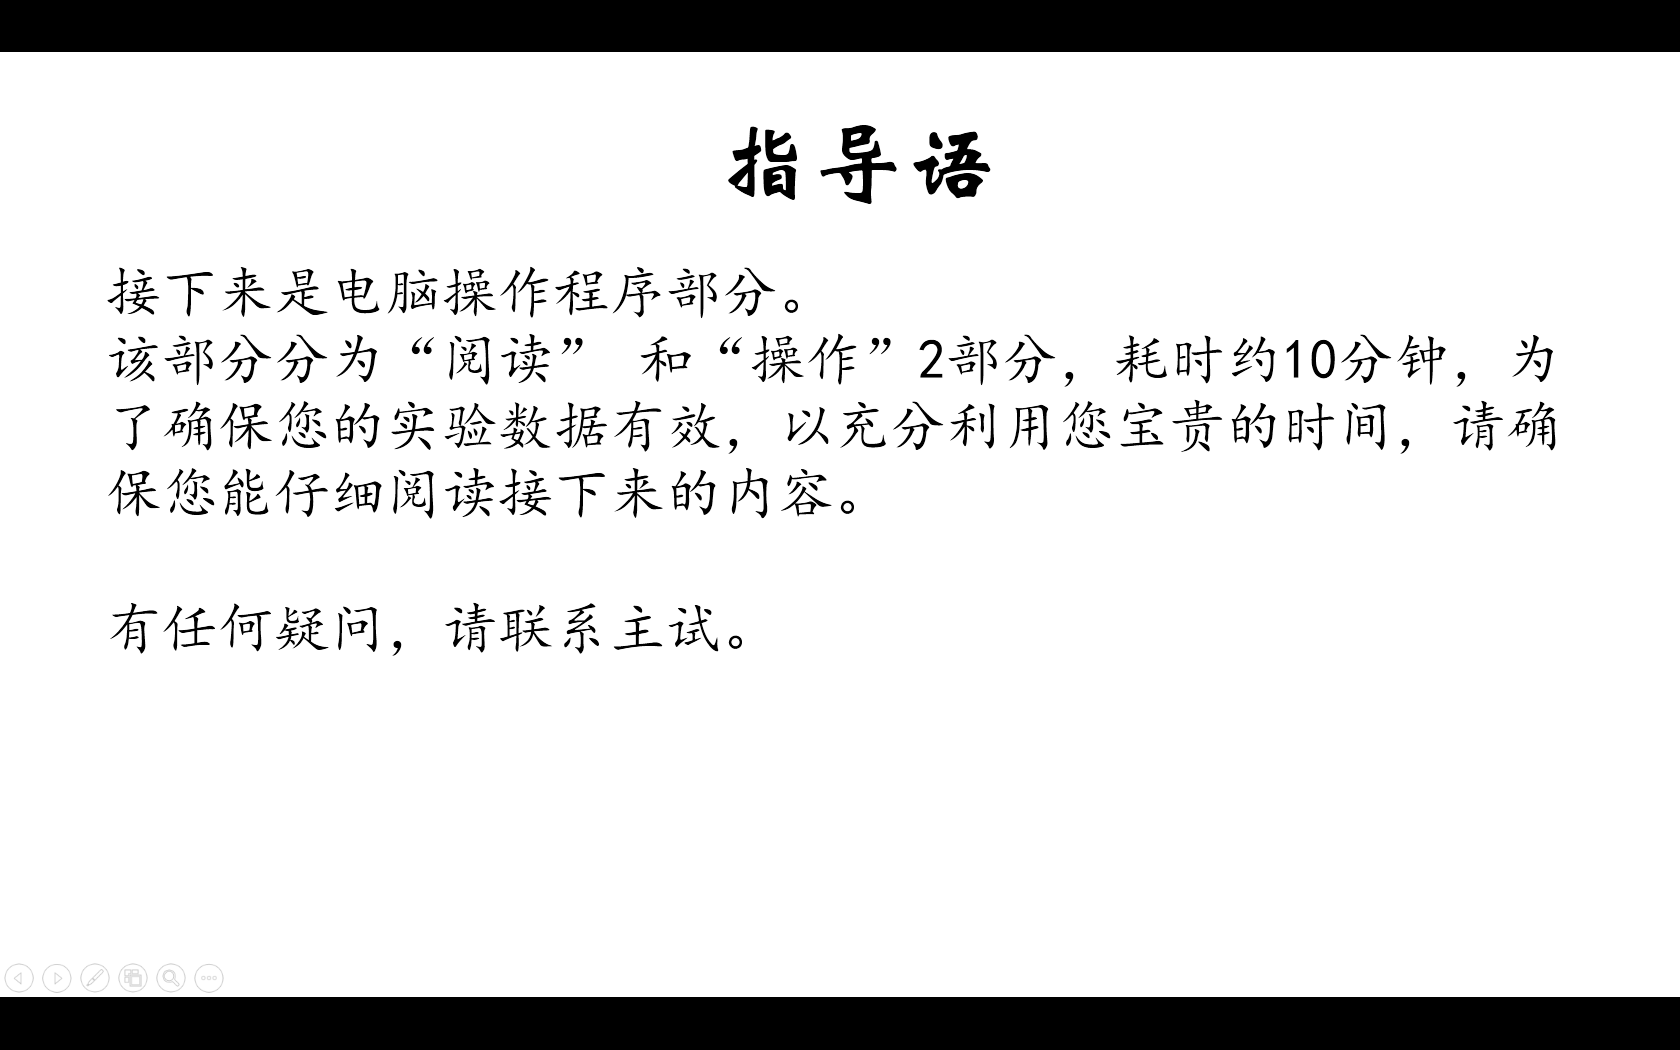 指导语
接下来是电脑操作程序部分。
该部分分为“阅读” 和“操作”2部分，耗时约10分钟，为
了确保您的实验数据有效，以充分利用您宝贵的时间，请确
保您能仔细阅读接下来的内容。
有任何疑问，请联系主试。